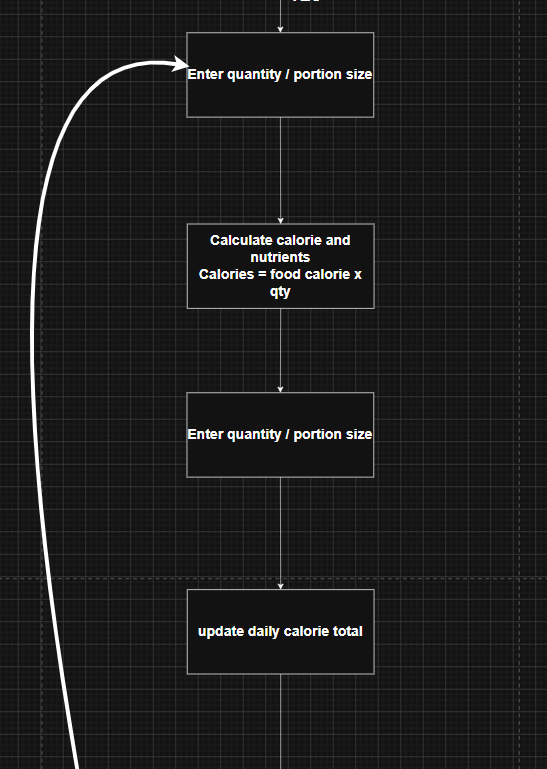 Enter quantity / portion size
Calculate calorie and
nutrients
Calories = food calorie x
qty
Enter quantity / portion size
update daily calorie total